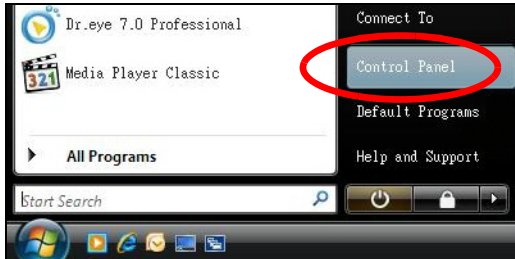 Dr.eye 7.0 Professional
321
Media Player Classic
All Programs
Start Search
Connect To
Control Panel
Default Programs
Help and Support